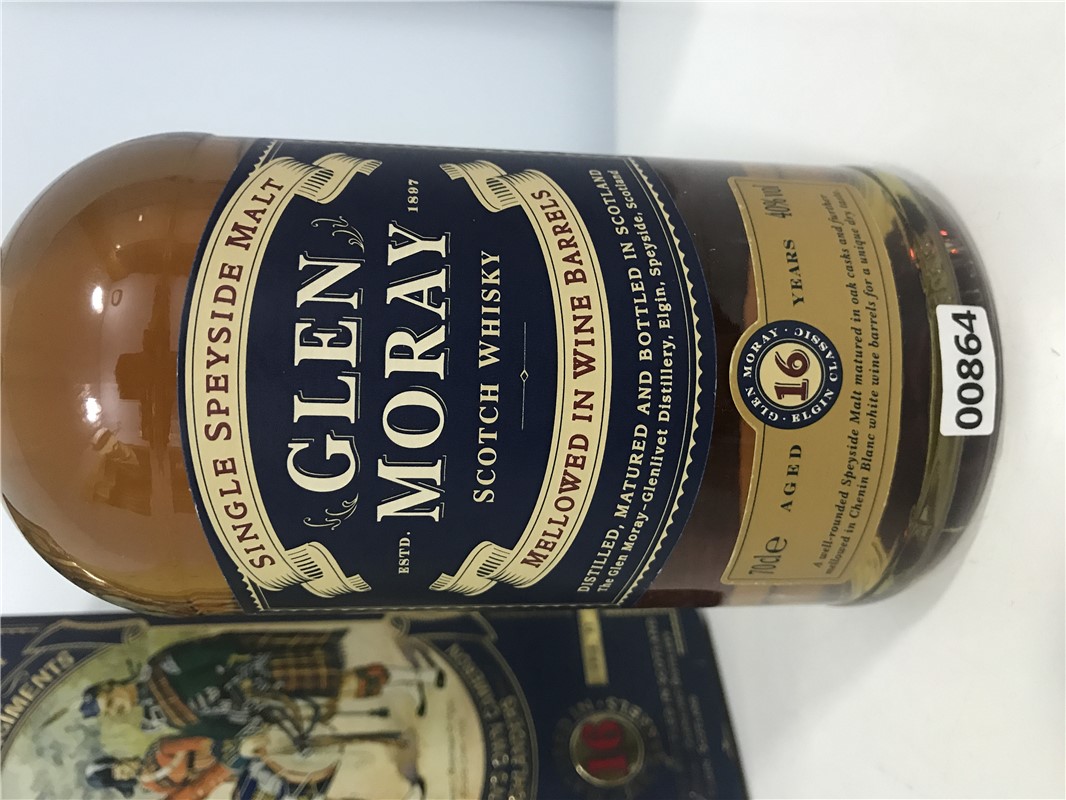 SINGLE SPEYSIDE MALT
GLEN
ESTD. MORAY 1897
SCOTCH WHISKY
MELLOWED IN WINE BARRELS
DISTILLED, MATURED AND BOTTLED IN SCOTLAND
The Glen Moray-Glenlivet Distillery, Elgin, Speyside, Scotland
GLEN MORAY · ELGIN CLASSIC ·
70cl e AGED 16 YEARS 40% vol
A well-rounded Speyside Malt matured in oak casks and further
mellowed in Chenin Blanc white wine barrels for a unique dry taste
00864
16